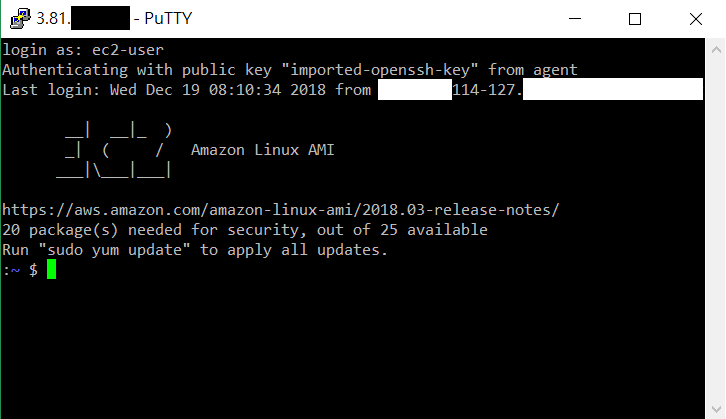 3.81. - PuTTY
login as: ec2-user
Authenticating with public key "imported-openssh-key" from agent
Last login: Wed Dec 19 08:10:34 2018 from 114-127.
__|  __|_  )
_|  (     /   Amazon Linux AMI
___|\___|___|
https://aws.amazon.com/amazon-linux-ami/2018.03-release-notes/
20 package(s) needed for security, out of 25 available
Run "sudo yum update" to apply all updates.
:~ $